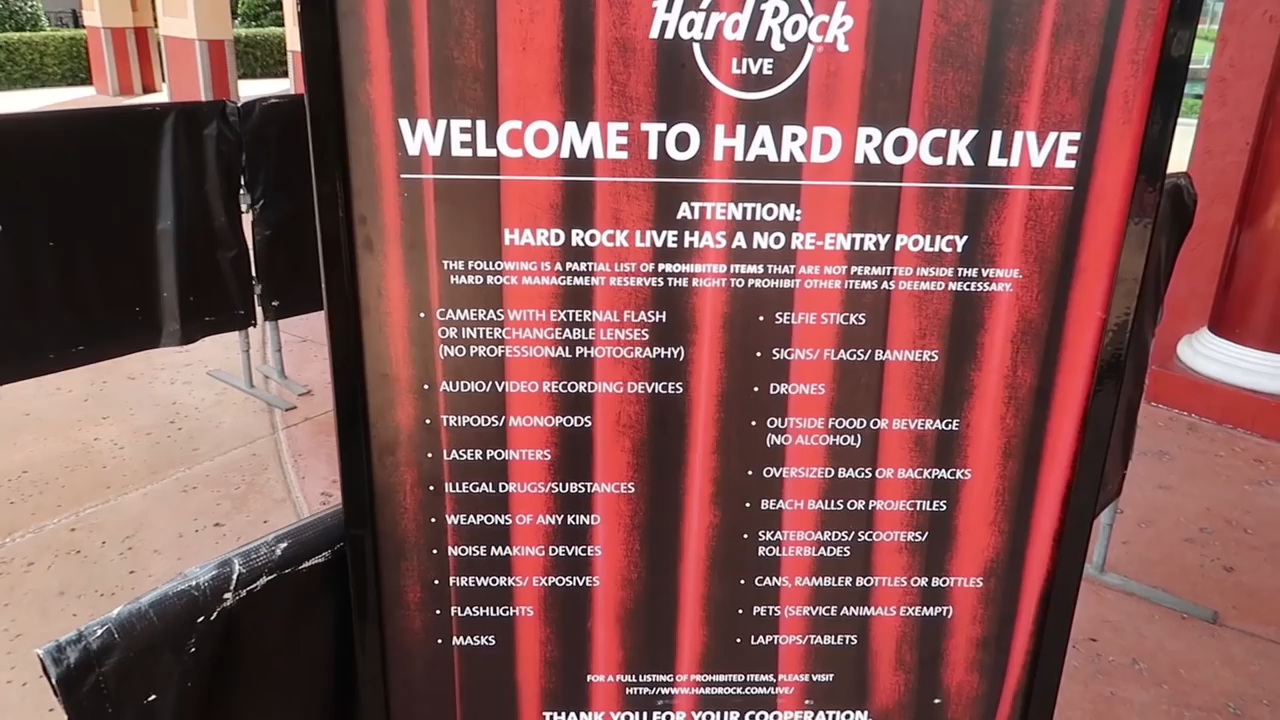 Hard Rock
LIVE
WELCOME TO HARD ROCK LIVE
ATTENTION:
HARD ROCK LIVE HAS A NO RE-ENTRY POLICY
THE FOLLOWING IS A PARTIAL LIST OF PROHIBITED ITEMS THAT ARE NOT PERMITTED INSIDE THE VENUE.
HARD ROCK MANAGEMENT RESERVES THE RIGHT TO PROHIBIT OTHER ITEMS AS DEEMED NECESSARY.
• CAMERAS WITH EXTERNAL FLASH
OR INTERCHANGEABLE LENSES
(NO PROFESSIONAL PHOTOGRAPHY)
• AUDIO/ VIDEO RECORDING DEVICES
• TRIPODS/ MONOPODS
• LASER POINTERS
• ILLEGAL DRUGS/SUBSTANCES
• WEAPONS OF ANY KIND
• NOISE MAKING DEVICES
• FIREWORKS/ EXPOSIVES
• FLASHLIGHTS
• MASKS
• SELFIE STICKS
• SIGNS/ FLAGS/ BANNERS
• DRONES
• OUTSIDE FOOD OR BEVERAGE
(NO ALCOHOL)
• OVERSIZED BAGS OR BACKPACKS
• BEACH BALLS OR PROJECTILES
• SKATEBOARDS/ SCOOTERS/
ROLLERBLADES
• CANS, RAMBLER BOTTLES OR BOTTLES
• PETS (SERVICE ANIMALS EXEMPT)
• LAPTOPS/TABLETS
FOR A FULL LISTING OF PROHIBITED ITEMS, PLEASE VISIT
HTTP://WWW.HARDROCK.COM/LIVE/
THANK YOU FOR YOUR COOPERATION.